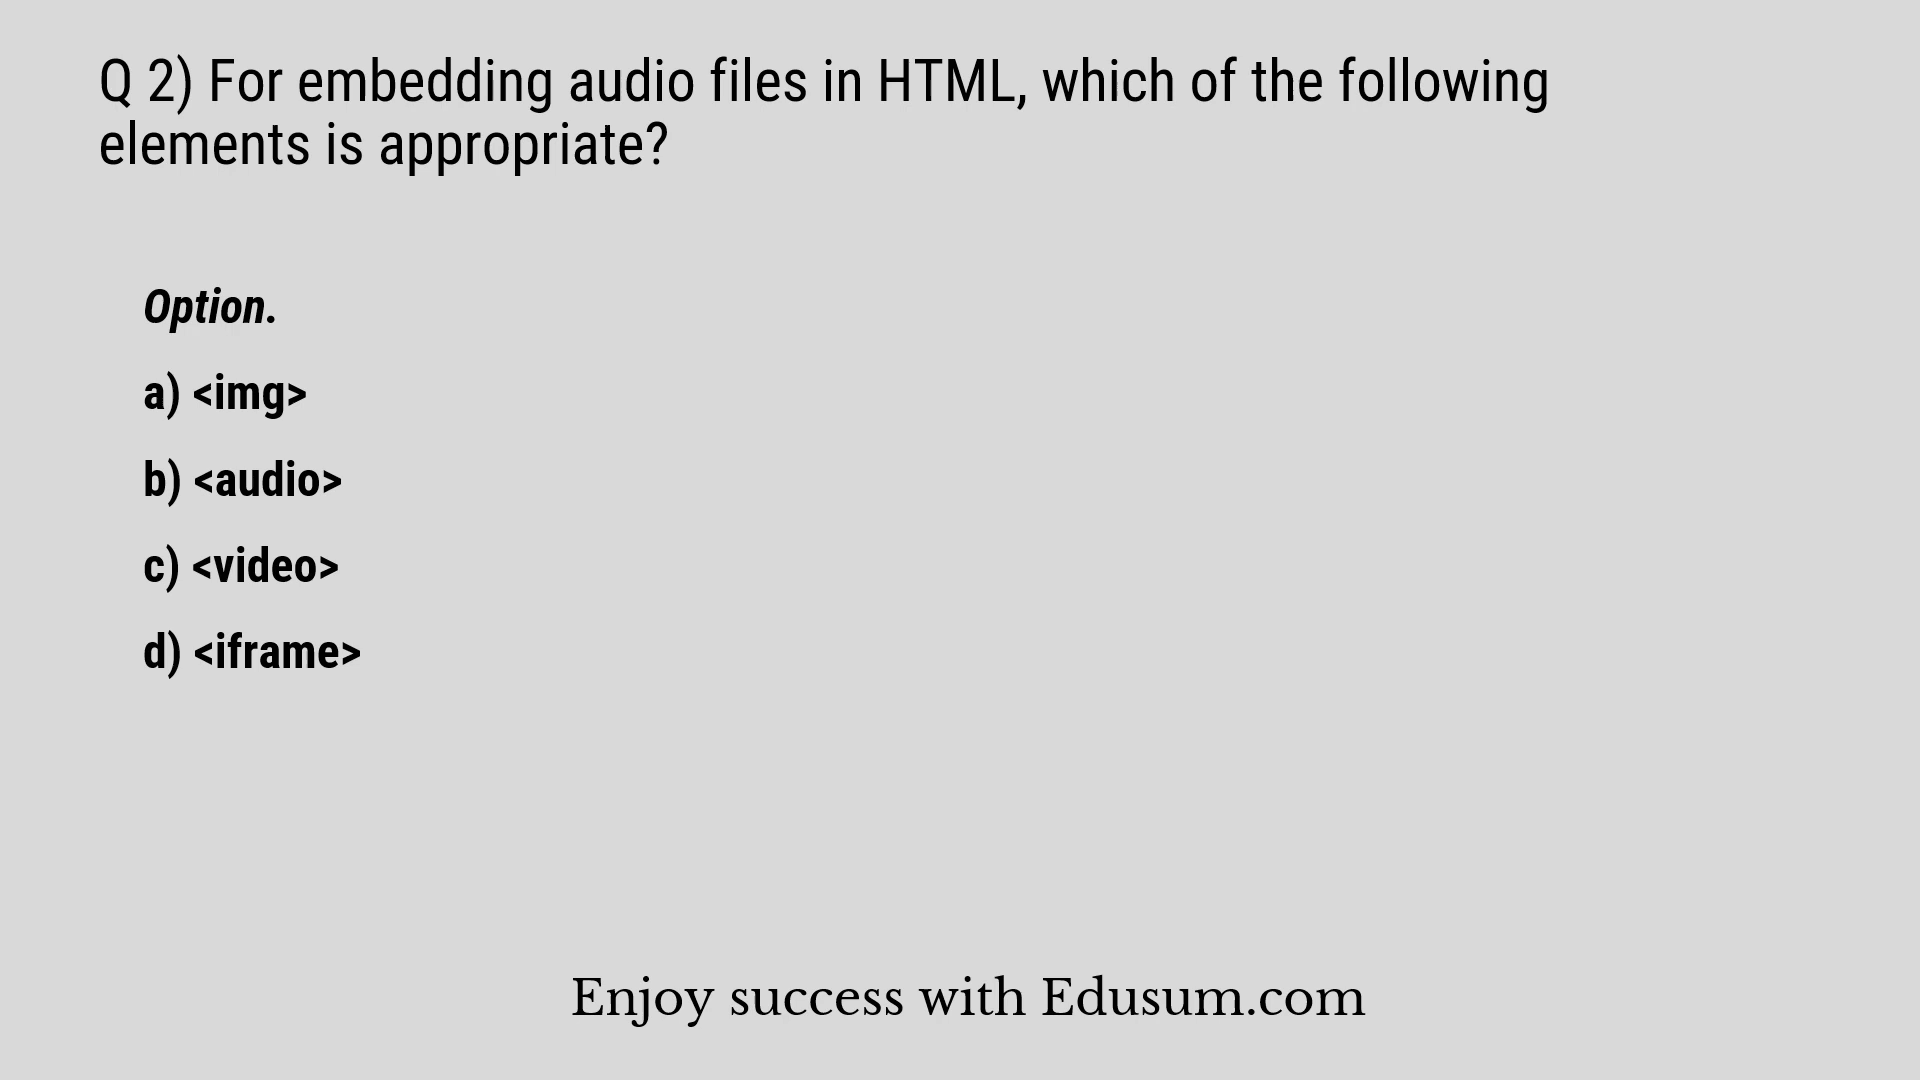 Q 2) For embedding audio files in HTML, which of the following
elements is appropriate?
Option.
a) <img>
b) <audio>
c) <video>
d) <iframe>
Enjoy success with Edusum.com